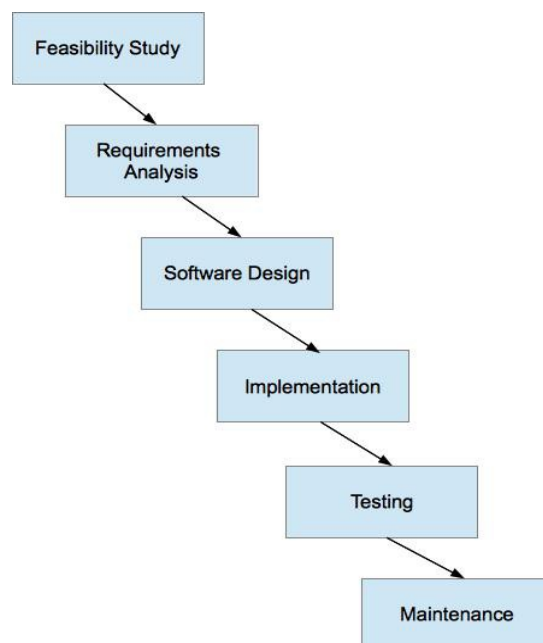 Feasibility Study
Requirements
Analysis
Software Design
Implementation
Testing
Maintenance